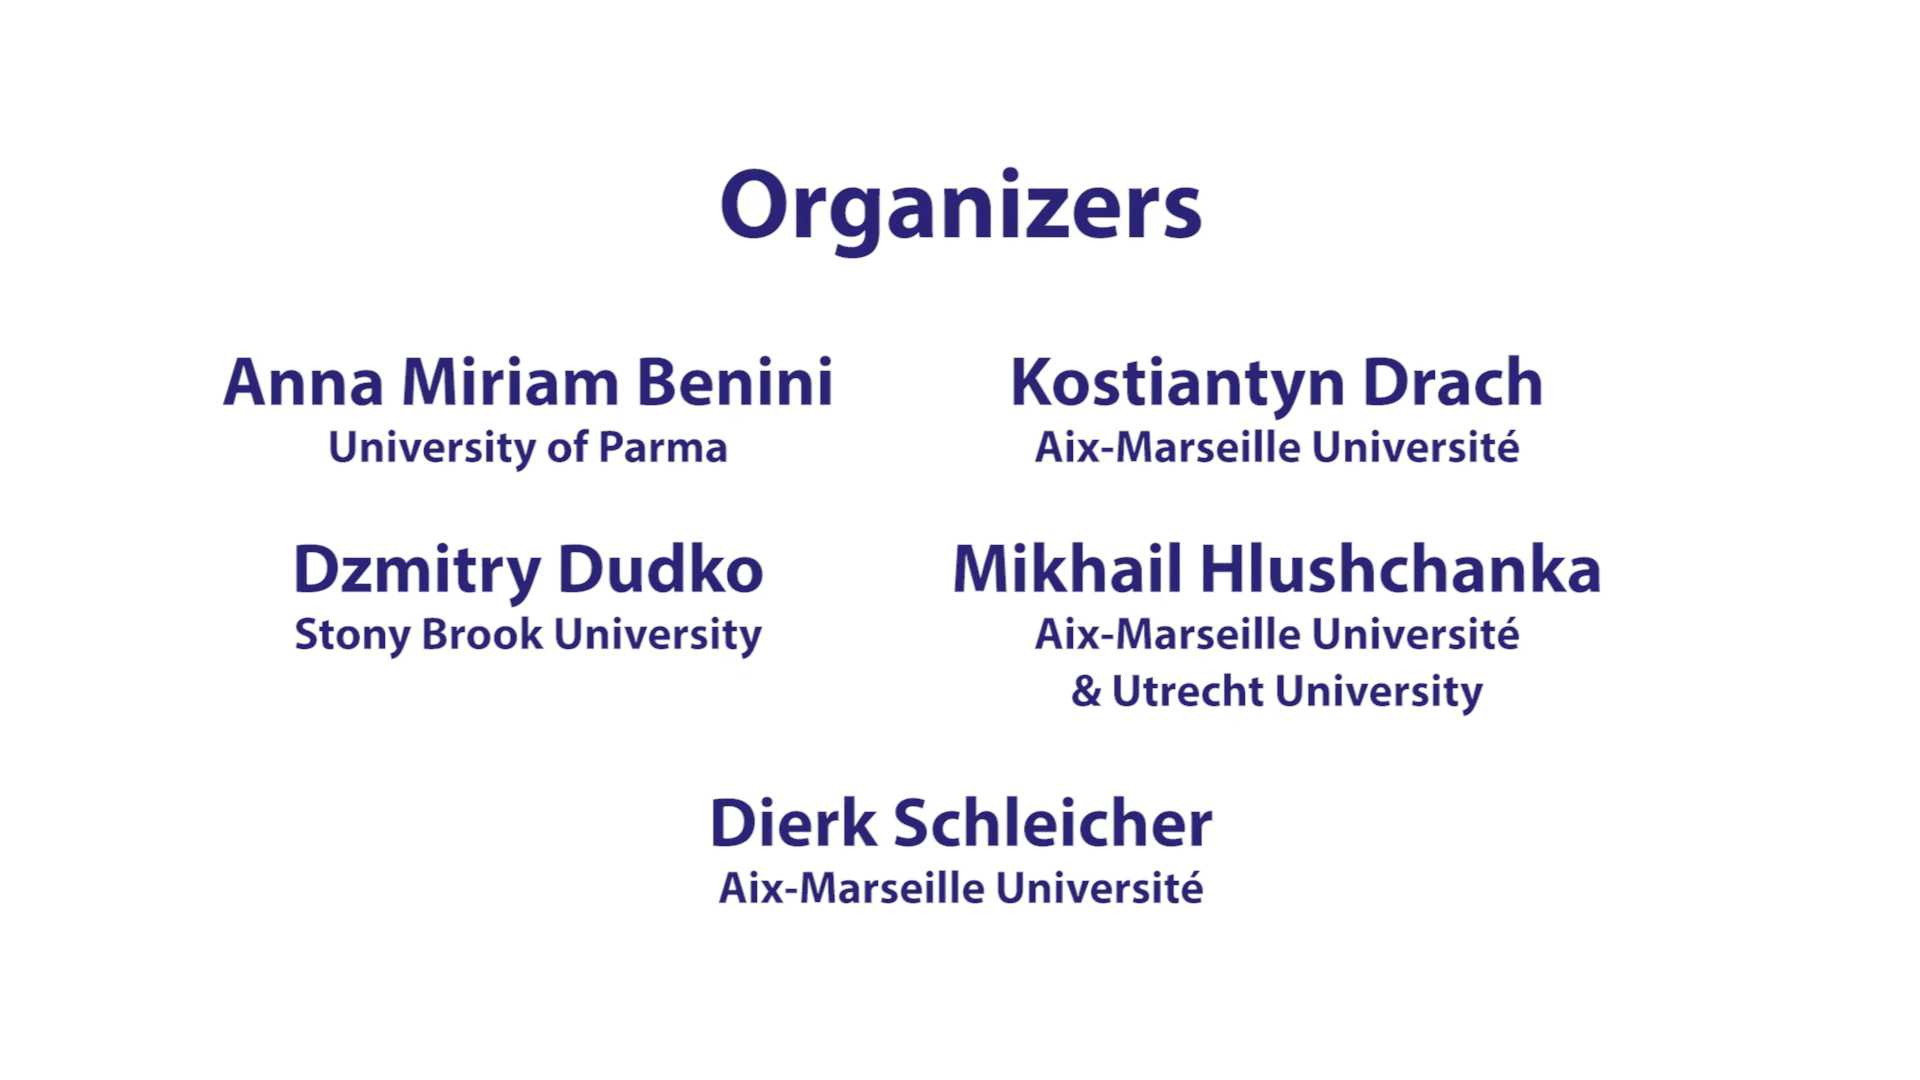 Organizers
Anna Miriam Benini
University of Parma
Kostiantyn Drach
Aix-Marseille Université
Dzmitry Dudko
Stony Brook University
Mikhail Hlushchanka
Aix-Marseille Université
& Utrecht University
Dierk Schleicher
Aix-Marseille Université